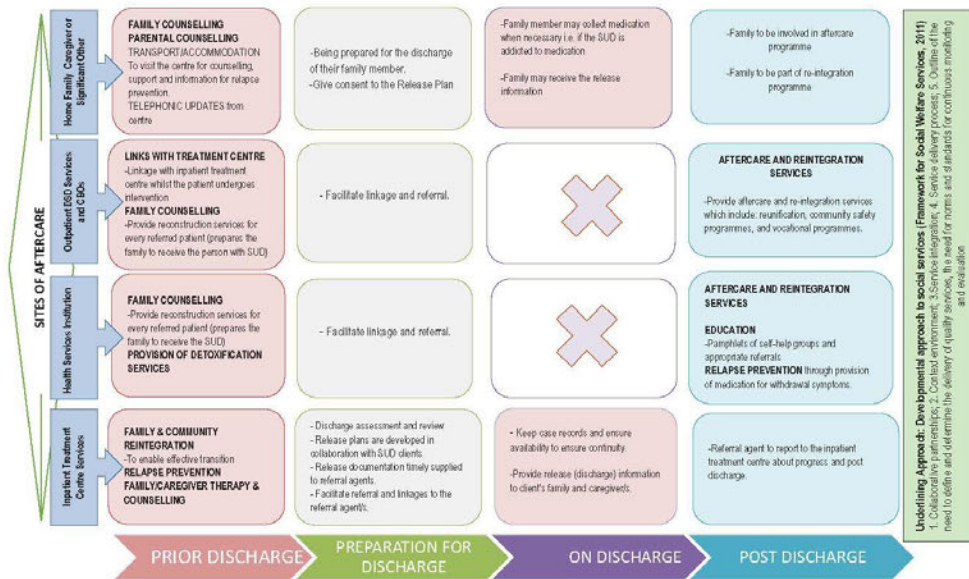 SITES OF AFTERCARE
Home Family, Caregiver or
Significant Other
FAMILY COUNSELLING
PARENTAL COUNSELLING
TRANSPORT/ACCOMMODATION
To visit the centre for counselling,
support and information for relapse
prevention.
TELEPHONIC UPDATES from
centre
-Being prepared for the discharge
of their family member.
-Give consent to the Release Plan
-Family member may collect medication
when necessary i.e. if the SUD is
addicted to medication
-Family may receive the release
information
-Family to be involved in aftercare
programme
-Family to be part of re-integration
programme
Outpatient DSD Services
and CBOs
LINKS WITH TREATMENT CENTRE
-Linkage with inpatient treatment
centre whilst the patient undergoes
intervention
FAMILY COUNSELLING
-Provide reconstruction services for
every referred patient (prepares the
family to receive the person with SUD)
- Facilitate linkage and referral.
AFTERCARE AND REINTEGRATION
SERVICES
-Provide aftercare and re-integration services
which include: reunification, community safety
programmes, and vocational programmes.
Health Services Institution
FAMILY COUNSELLING
-Provide reconstruction services for
every referred patient (prepares the
family to receive the SUD)
PROVISION OF DETOXIFICATION
SERVICES
- Facilitate linkage and referral.
AFTERCARE AND REINTEGRATION
SERVICES
EDUCATION
-Pamphlets of self-help groups and
appropriate referrals
RELAPSE PREVENTION through provision
of medication for withdrawal symptoms.
Inpatient Treatment
Centre Services
FAMILY & COMMUNITY
REINTEGRATION
-To enable effective transition
RELAPSE PREVENTION
FAMILY/CAREGIVER THERAPY &
COUNSELLING
- Discharge assessment and review
- Release plans are developed in
collaboration with SUD clients.
- Release documentation timely supplied
to referral agents.
- Facilitate referral and linkages to the
referral agent/s.
- Keep case records and ensure
availability to ensure continuity.
-Provide release (discharge) information
to client's family and caregiver/s.
-Referral agent to report to the inpatient
treatment centre about progress and post
discharge.
PRIOR DISCHARGE
PREPARATION FOR
DISCHARGE
ON DISCHARGE
POST DISCHARGE
Underlining Approach: Developmental approach to social services (Framework for Social Welfare Services, 2011)
1. Collaborative partnerships; 2. Context environment; 3.Service integration; 4. Service delivery process; 5. Outline of the
need to define and determine the delivery of quality services, the need for norms and standards for continuous monitoring
and evaluation